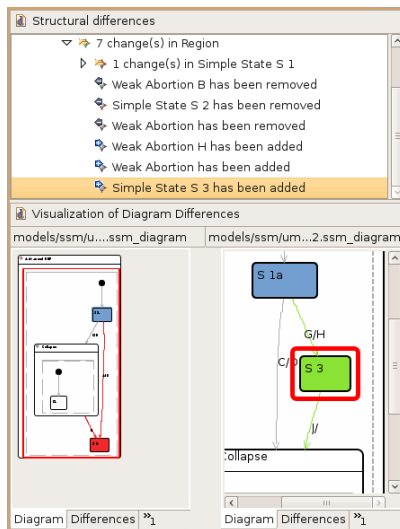 Structural differences
7 change(s) in Region
1 change(s) in Simple State S 1
Weak Abortion B has been removed
Simple State S 2 has been removed
Weak Abortion has been removed
Weak Abortion H has been added
Weak Abortion has been added
Simple State S 3 has been added
Visualization of Diagram Differences
models/ssm/u....ssm_diagram models/ssm/um...2.ssm_diagram
S 1a
G/H
C/D
S 3
J/
Collapse
Collapse
Diagram Differences »1 Diagram Differences »1